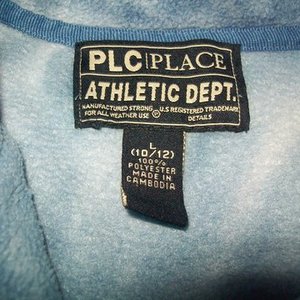 PLC PLACE
ATHLETIC DEPT.
MANUFACTURED STRONG © U.S REGISTERED TRADEMARK
FOR ALL WEATHER USE DETAILS
L
(10/12)
100%
POLYESTER
MADE IN
CAMBODIA